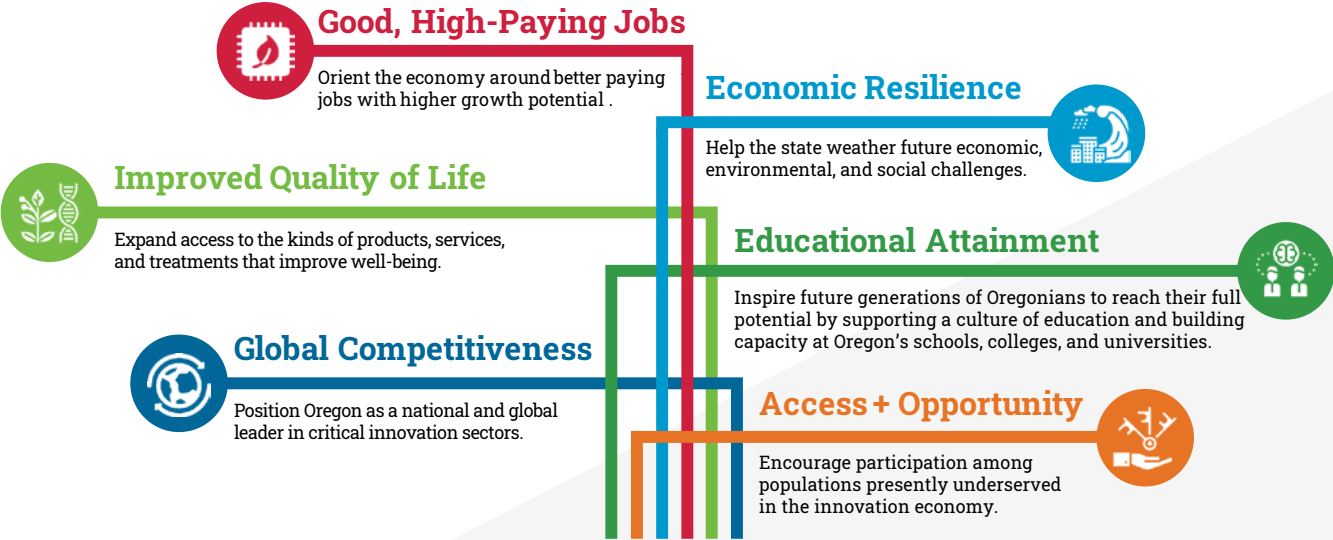 Good, High-Paying Jobs
Orient the economy around better paying
jobs with higher growth potential .
Economic Resilience
Help the state weather future economic,
environmental, and social challenges.
Improved Quality of Life
Expand access to the kinds of products, services,
and treatments that improve well-being.
Educational Attainment
Inspire future generations of Oregonians to reach their full
potential by supporting a culture of education and building
capacity at Oregon’s schools, colleges, and universities.
Global Competitiveness
Position Oregon as a national and global
leader in critical innovation sectors.
Access + Opportunity
Encourage participation among
populations presently underserved
in the innovation economy.